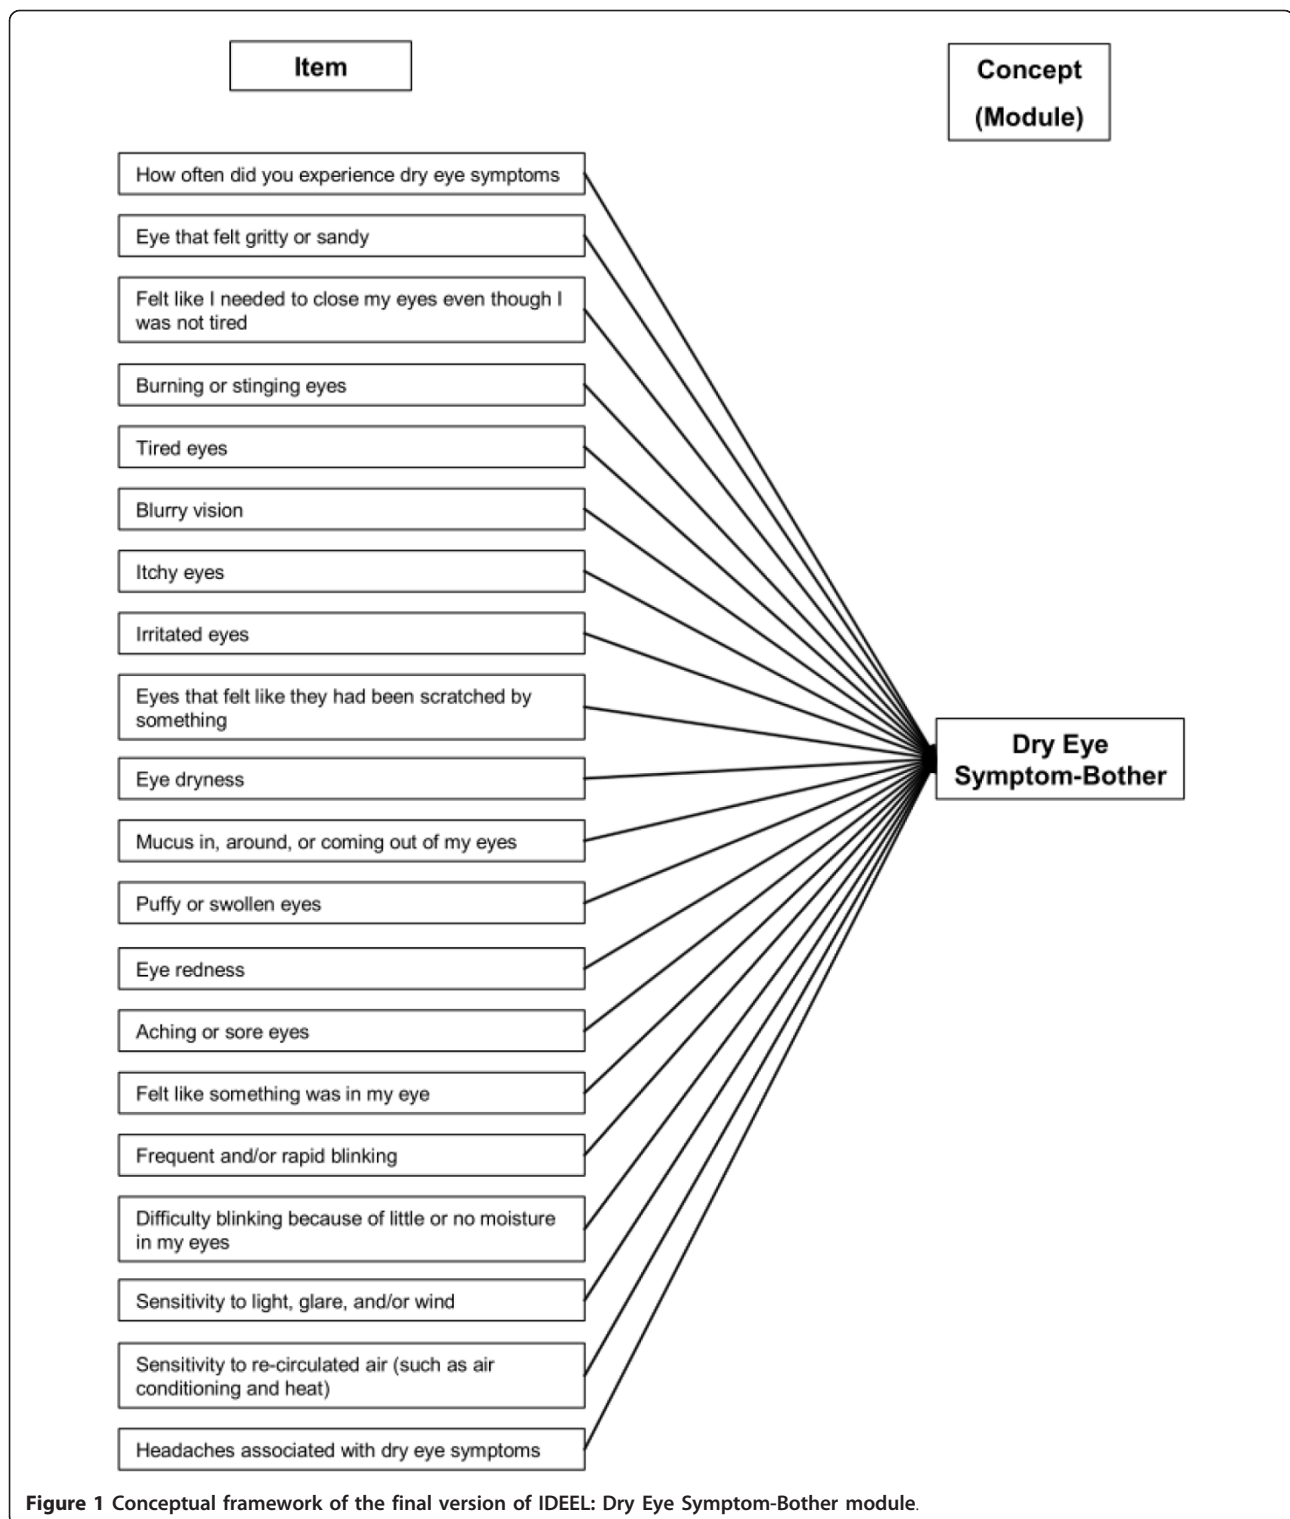 Item
Concept
(Module)
How often did you experience dry eye symptoms
Eye that felt gritty or sandy
Felt like I needed to close my eyes even though I
was not tired
Burning or stinging eyes
Tired eyes
Blurry vision
Itchy eyes
Irritated eyes
Eyes that felt like they had been scratched by
something
Eye dryness
Mucus in, around, or coming out of my eyes
Puffy or swollen eyes
Eye redness
Aching or sore eyes
Felt like something was in my eye
Frequent and/or rapid blinking
Difficulty blinking because of little or no moisture
in my eyes
Sensitivity to light, glare, and/or wind
Sensitivity to re-circulated air (such as air
conditioning and heat)
Headaches associated with dry eye symptoms
Dry Eye
Symptom-Bother
Figure 1 Conceptual framework of the final version of IDEEL: Dry Eye Symptom-Bother module.